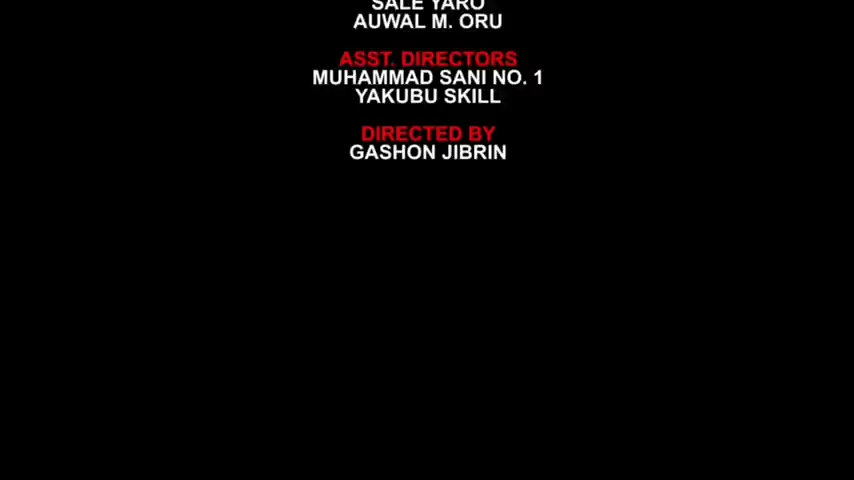 SALE YARO
AUWAL M. ORU
ASST. DIRECTORS
MUHAMMAD SANI NO. 1
YAKUBU SKILL
DIRECTED BY
GASHON JIBRIN